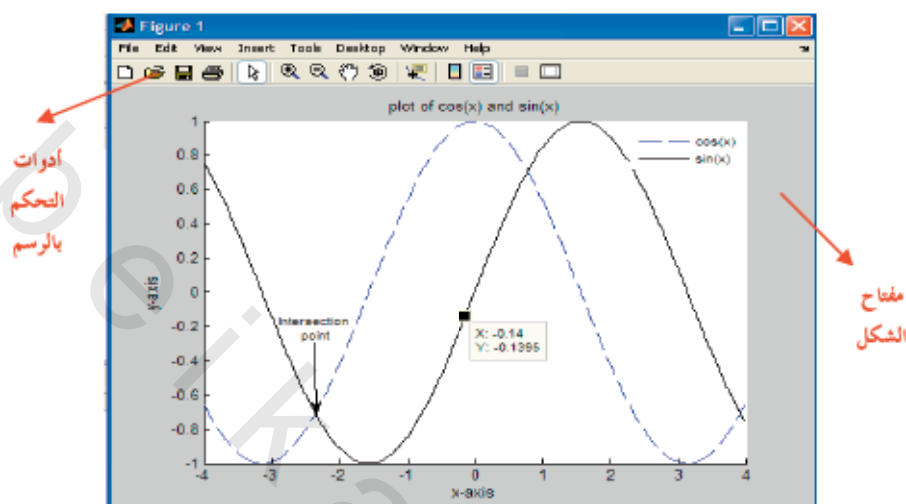 Figure 1
File Edit View Insert Tools Desktop Window Help
plot of cos(x) and sin(x)
cos(x)
sin(x)
أدوات
التحكم
بالرسم
مفتاح
الشكل
1
0.8
0.6
0.4
0.2
0
-0.2
-0.4
-0.6
-0.8
-1
y-axis
Intersection
point
X: -0.14
Y: -0.1395
-4 -3 -2 -1 0 1 2 3 4
x-axis